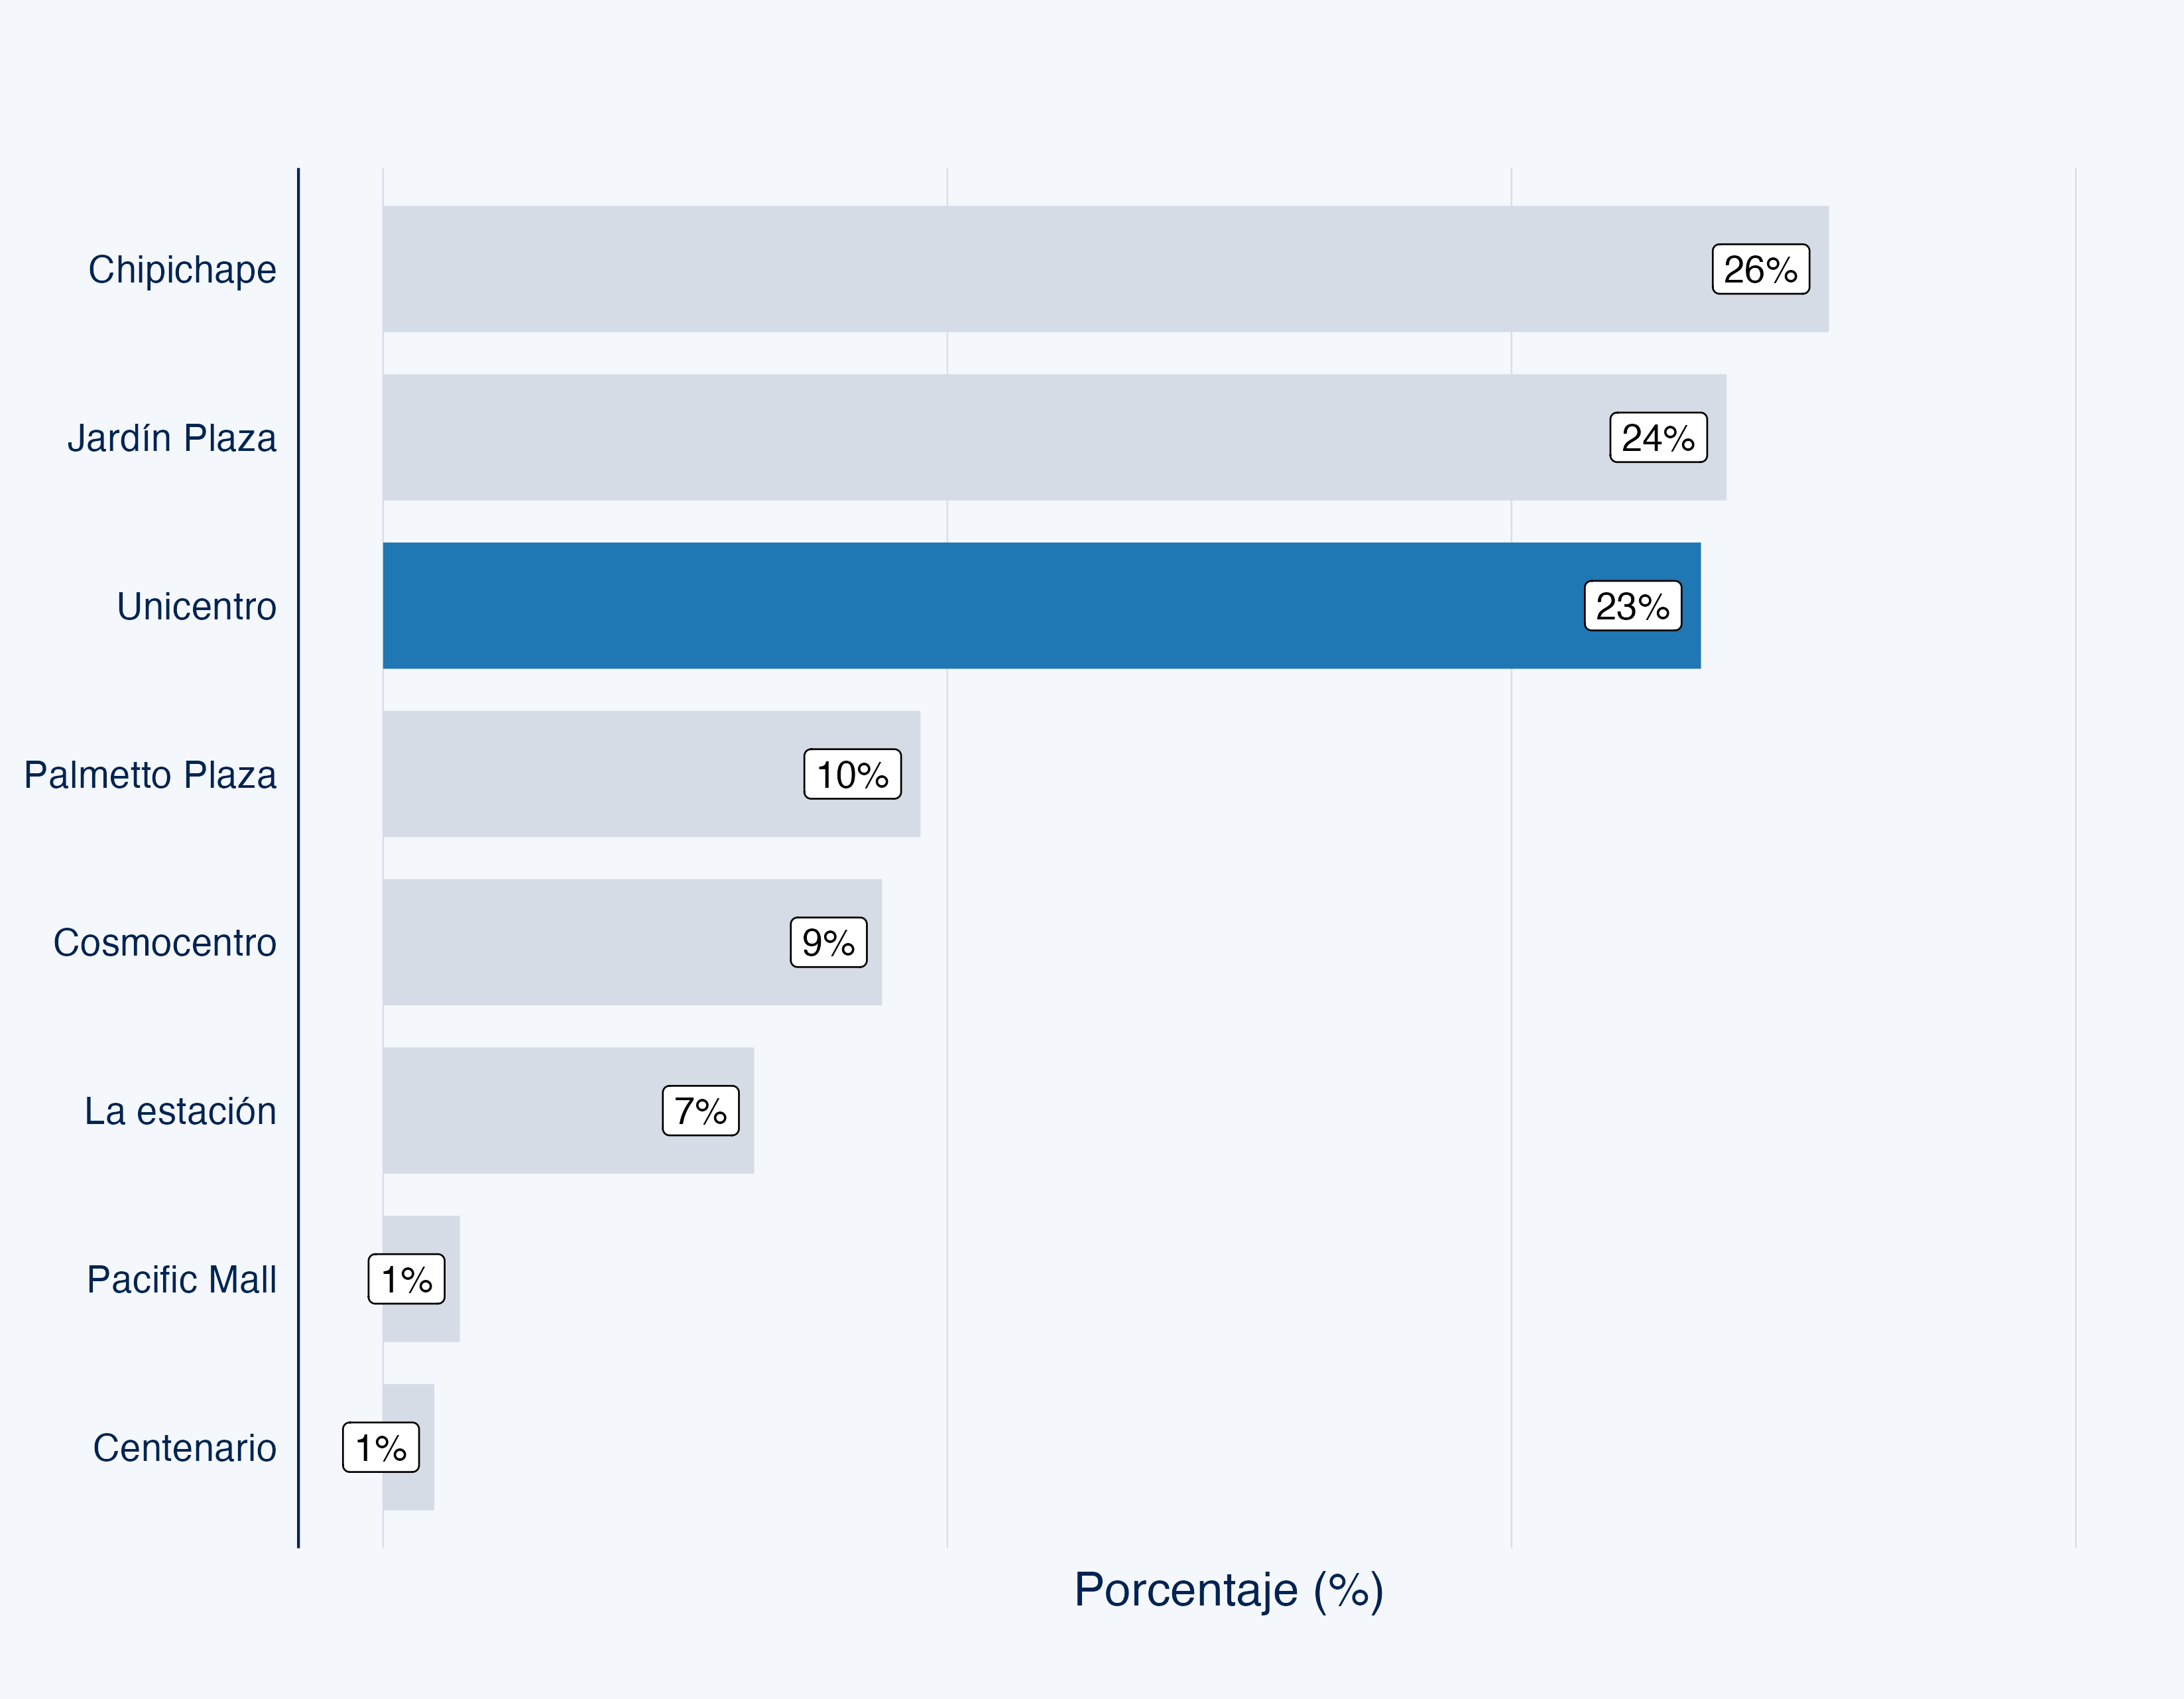 Chipichape 26%
Jardín Plaza 24%
Unicentro 23%
Palmetto Plaza 10%
Cosmocentro 9%
La estación 7%
Pacific Mall 1%
Centenario 1%
Porcentaje (%)